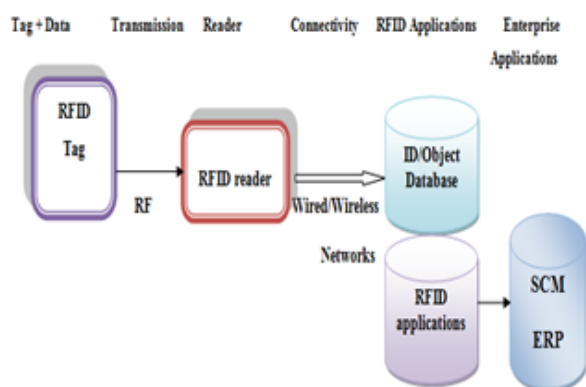 Tag + Data Transmission Reader Connectivity RFID Applications Enterprise
Applications
RFID
Tag
RF
RFID reader
Wired/Wireless
Networks
ID/Object
Database
RFID
applications
SCM
ERP